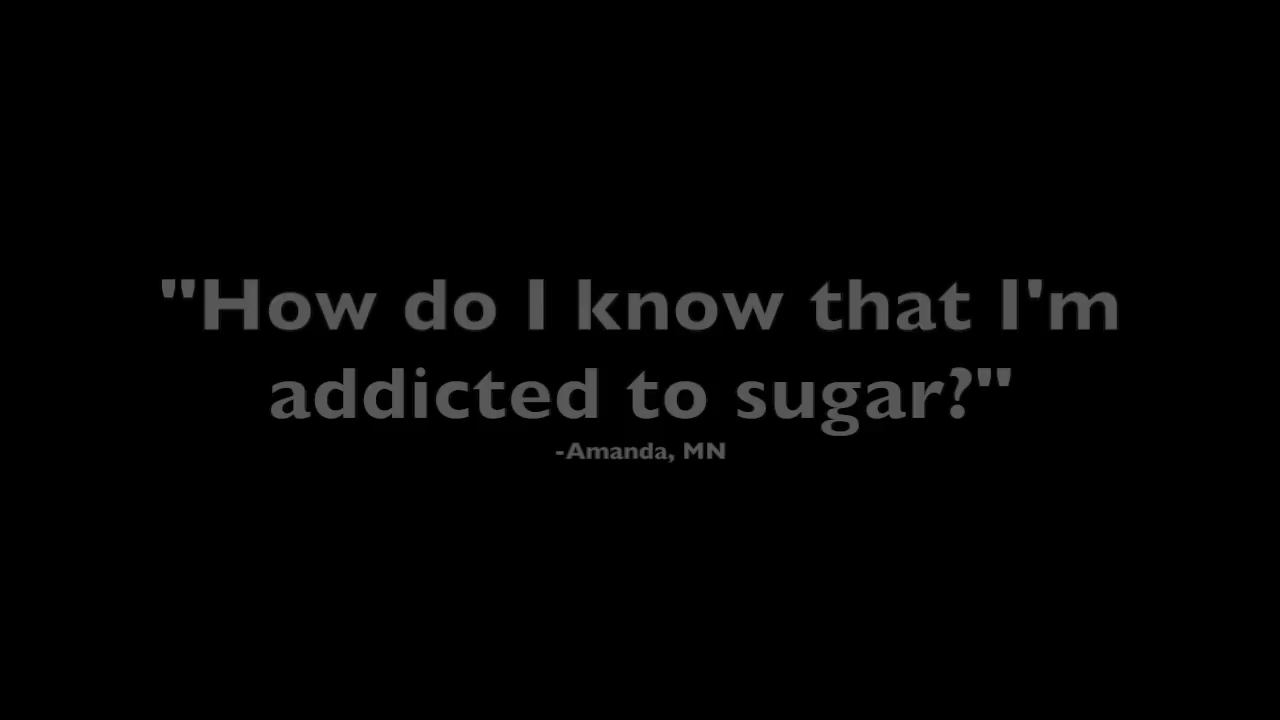 "How do I know that I'm
addicted to sugar?"
-Amanda, MN